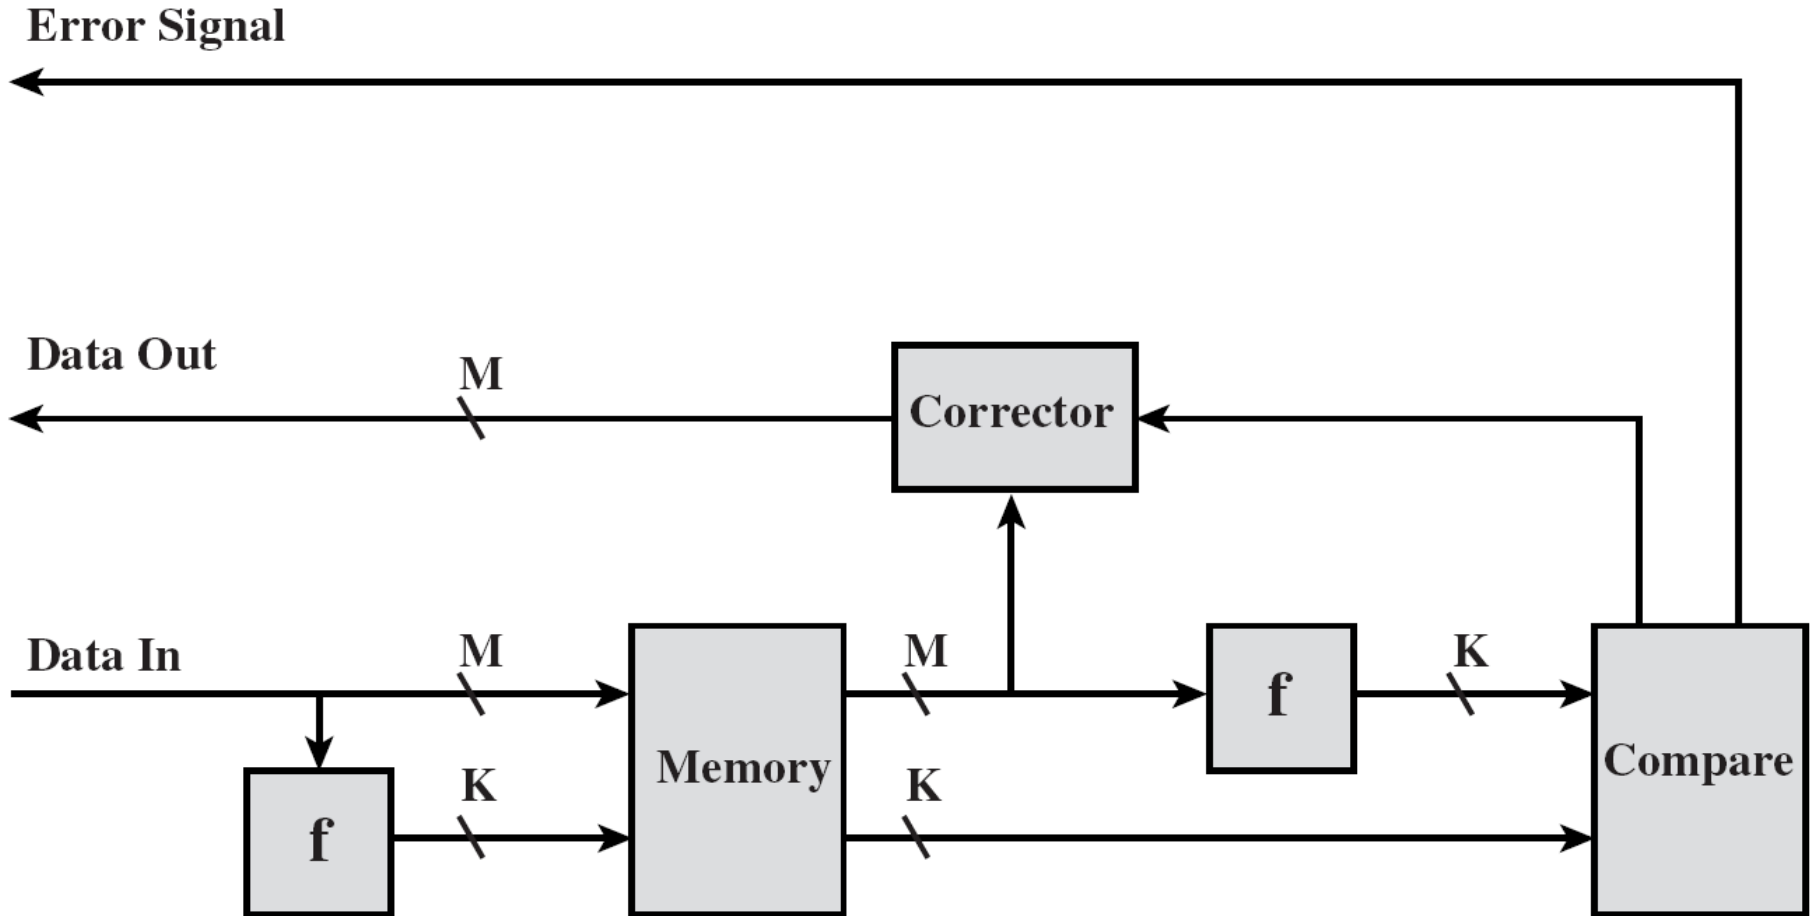 Error Signal
Data Out
M
Corrector
Data In
M
M
f
K
K
f
Memory
K
Compare